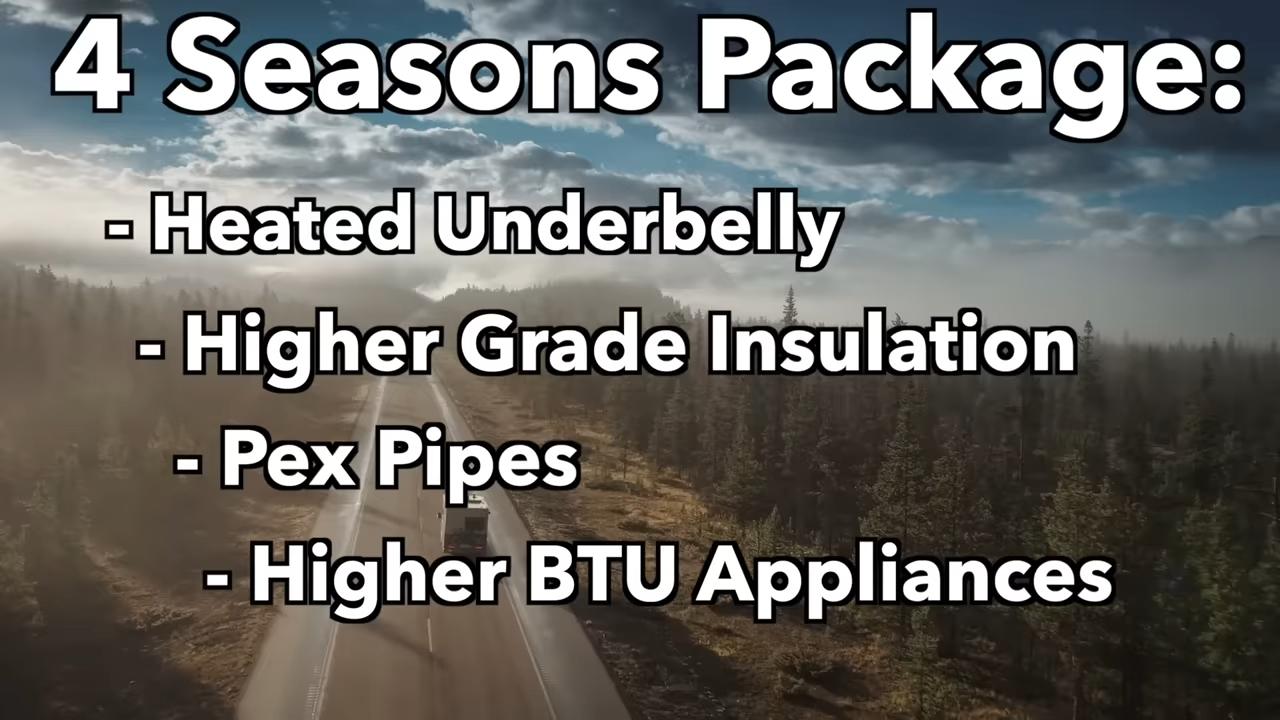 4 Seasons Package:
- Heated Underbelly
- Higher Grade Insulation
- Pex Pipes
- Higher BTU Appliances